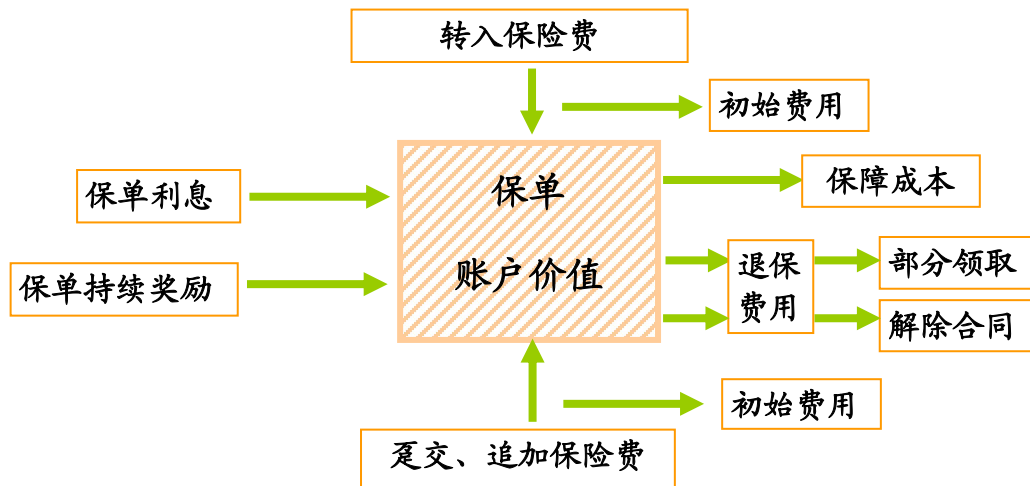 转入保险费
初始费用
保单
账户价值
保单利息
保障成本
保单持续奖励
退保
费用
部分领取
解除合同
初始费用
趸交、追加保险费